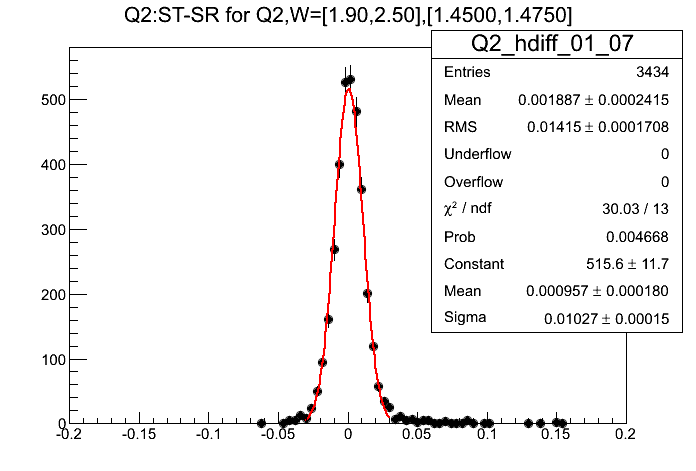 Q2:ST-SR for Q2,W=[1.90,2.50],[1.4500,1.4750]
Q2_hdiff_01_07
Entries 3434
Mean 0.001887 ± 0.0002415
RMS 0.01415 ± 0.0001708
Underflow 0
Overflow 0
χ² / ndf 30.03 / 13
Prob 0.004668
Constant 515.6 ± 11.7
Mean 0.000957 ± 0.000180
Sigma 0.01027 ± 0.00015
500
400
300
200
100
0
-0.2 -0.15 -0.1 -0.05 0 0.05 0.1 0.15 0.2